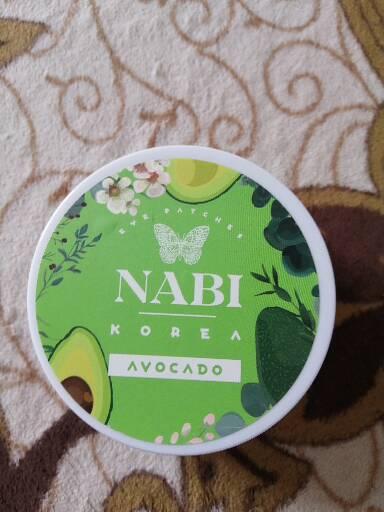 EYE PATCHES
NABI
KOREA
AVOCADO